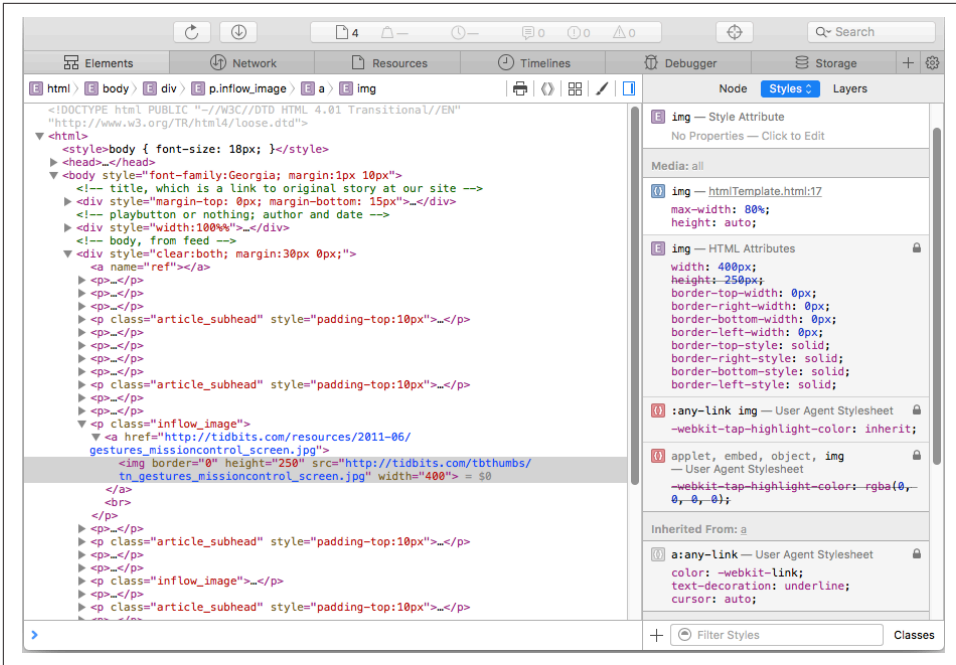 4 — — 0 0 0 Search
Elements Network Resources Timelines Debugger Storage +
E html E body E div E p.inflow_image E a E img
Node Styles Layers
<!DOCTYPE html PUBLIC "-//W3C//DTD HTML 4.01 Transitional//EN"
"http://www.w3.org/TR/html4/loose.dtd">
▼<html>
<style>body { font-size: 18px; }</style>
▶<head>…</head>
▼<body style="font-family:Georgia; margin:1px 10px">
<!-- title, which is a link to original story at our site -->
▶<div style="margin-top: 0px; margin-bottom: 15px">…</div>
<!-- playbutton or nothing; author and date -->
▶<div style="width:100%%">…</div>
<!-- body, from feed -->
▼<div style="clear:both; margin:30px 0px;">
<a name="ref"></a>
▶<p>…</p>
▶<p>…</p>
▶<p>…</p>
▶<p class="article_subhead" style="padding-top:10px">…</p>
▶<p>…</p>
▶<p>…</p>
▶<p>…</p>
▶<p>…</p>
▶<p class="article_subhead" style="padding-top:10px">…</p>
▶<p>…</p>
▶<p>…</p>
▼<p class="inflow_image">
▼<a href="http://tidbits.com/resources/2011-06/
gestures_missioncontrol_screen.jpg">
<img border="0" height="250" src="http://tidbits.com/tbthumbs/
tn_gestures_missioncontrol_screen.jpg" width="400"> = $0
</a>
<br>
</p>
▶<p>…</p>
▶<p class="article_subhead" style="padding-top:10px">…</p>
▶<p>…</p>
▶<p>…</p>
▶<p class="inflow_image">…</p>
▶<p>…</p>
▶<p class="article_subhead" style="padding-top:10px">…</p>
E img — Style Attribute
No Properties — Click to Edit
Media: all
{} img — htmlTemplate.html:17
max-width: 80%;
height: auto;
E img — HTML Attributes
width: 400px;
height: 250px;
border-top-width: 0px;
border-right-width: 0px;
border-bottom-width: 0px;
border-left-width: 0px;
border-top-style: solid;
border-right-style: solid;
border-bottom-style: solid;
border-left-style: solid;
{} :any-link img — User Agent Stylesheet
-webkit-tap-highlight-color: inherit;
{} applet, embed, object, img
— User Agent Stylesheet
-webkit-tap-highlight-color: rgba(0,
0, 0, 0);
Inherited From: a
{} a:any-link — User Agent Stylesheet
color: -webkit-link;
text-decoration: underline;
cursor: auto;
>
+ Filter Styles Classes